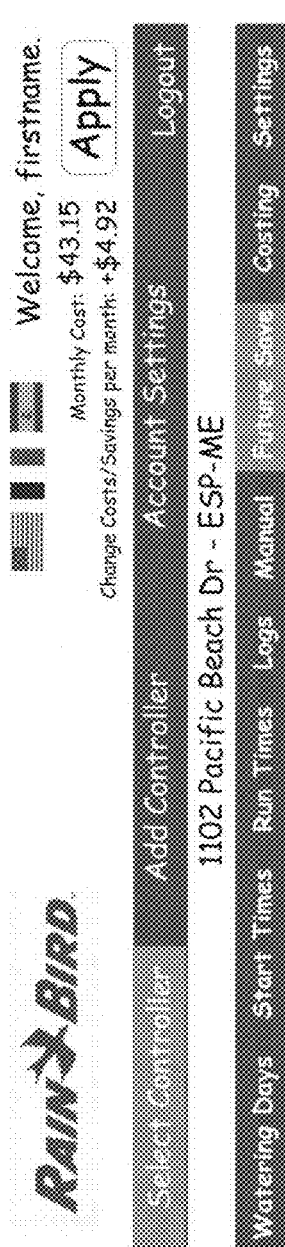 RAIN BIRD
Welcome, firstname.
Monthly Cost: $43.15
Change Costs/Savings per month: +$4.92
Apply
Select Controller Add Controller Account Settings Logout
1102 Pacific Beach Dr - ESP-ME
Watering Days Start Times Run Times Logs Manual Future Save Costing Settings